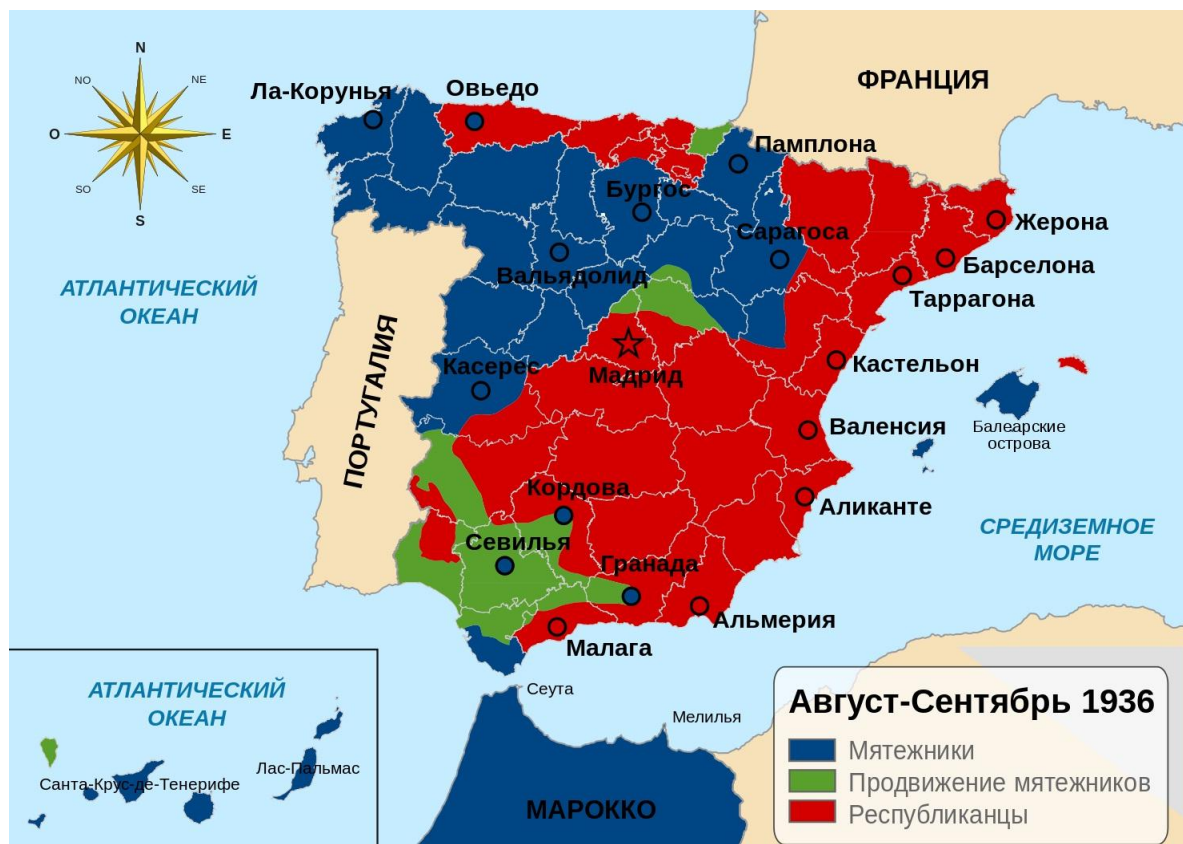 N
NO
NE
O
E
SO
SE
S
Ла-Корунья
Овьедо
ФРАНЦИЯ
Памплона
Бургос
Сарагоса
Жерона
Вальядолид
Барселона
Таррагона
АТЛАНТИЧЕСКИЙ
ОКЕАН
ПОРТУГАЛИЯ
Касерес
Мадрид
Кастельон
Валенсия
Балеарские
острова
Кордова
Аликанте
Севилья
СРЕДИЗЕМНОЕ
МОРЕ
Гранада
Альмерия
Малага
АТЛАНТИЧЕСКИЙ
ОКЕАН
Санта-Крус-де-Тенерифе
Лас-Пальмас
Сеута
Мелилья
МАРОККО
Август-Сентябрь 1936
Мятежники
Продвижение мятежников
Республиканцы